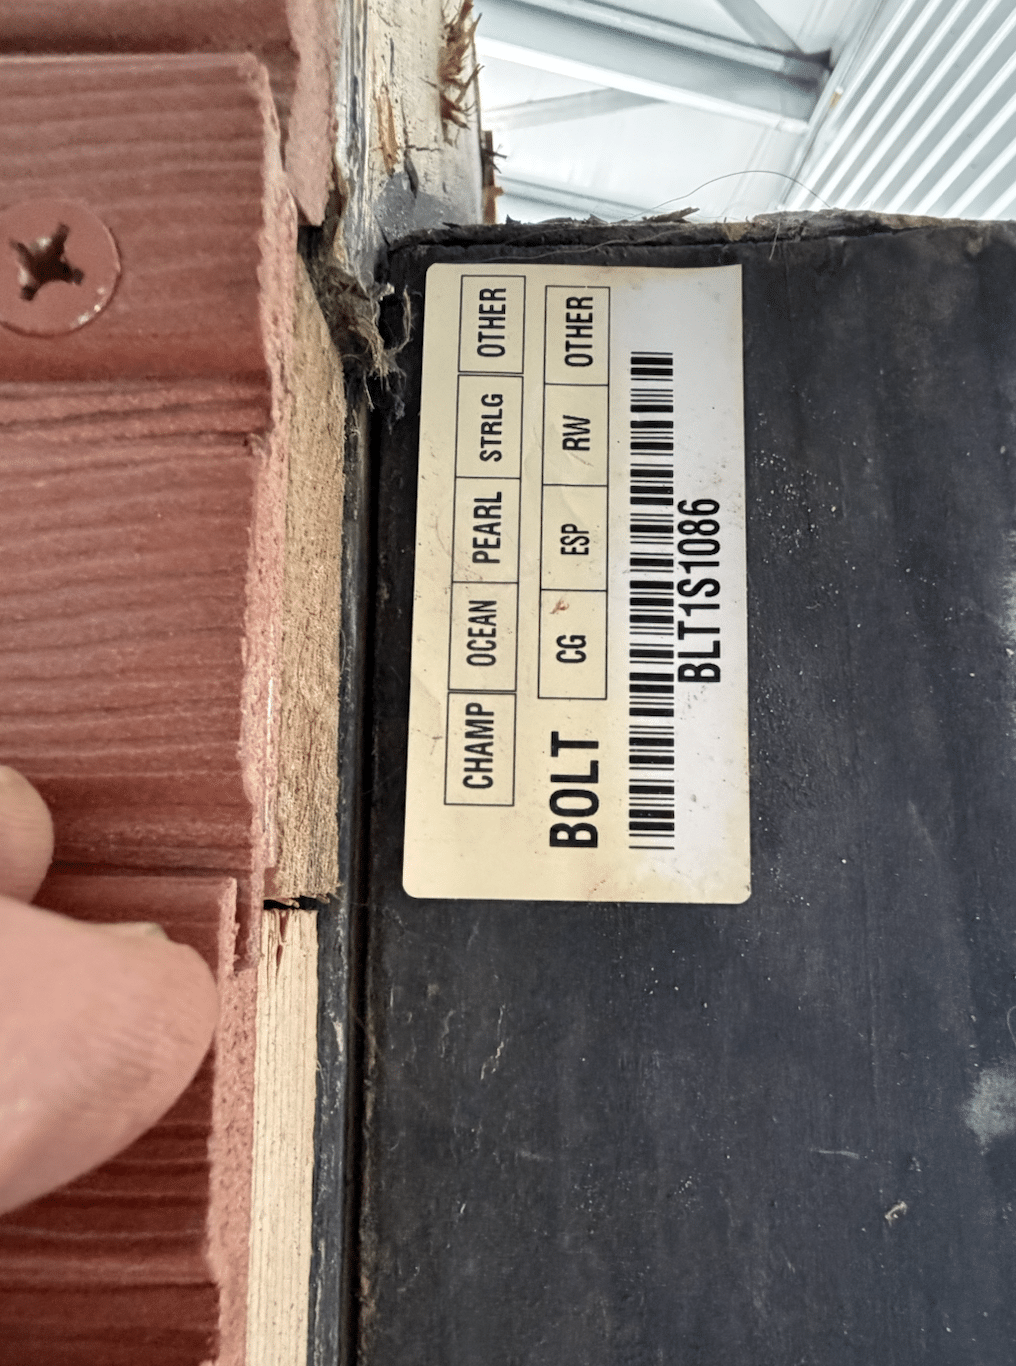 CHAMP OCEAN PEARL STRLG OTHER
BOLT CG ESP RW OTHER
BLT1S1086